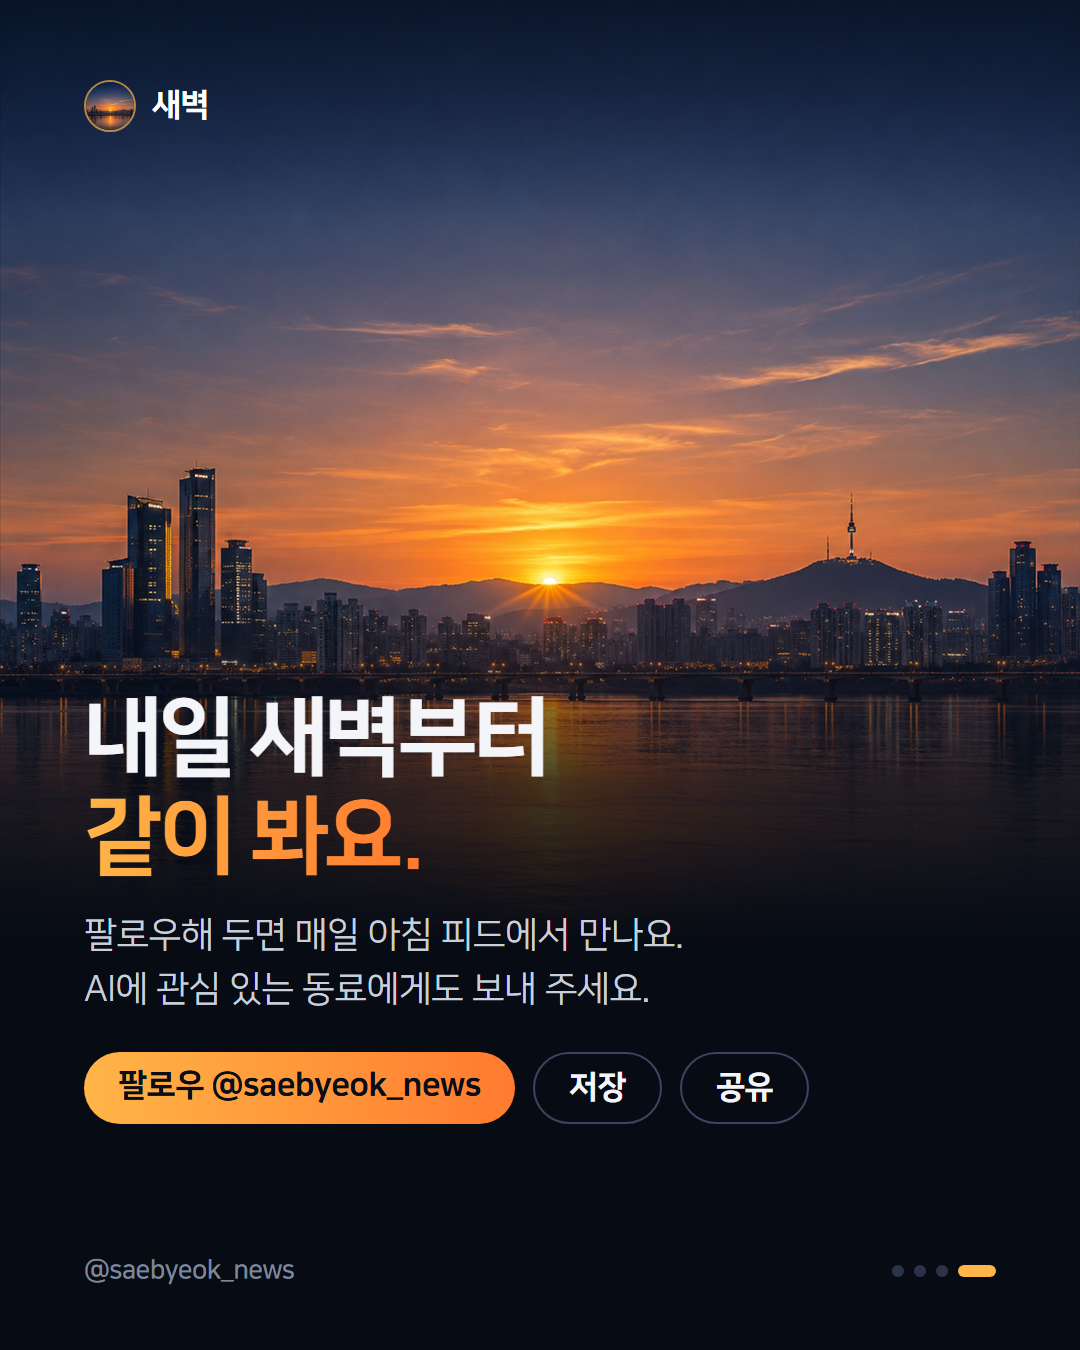 새벽
내일 새벽부터
같이 봐요.
팔로우해 두면 매일 아침 피드에서 만나요.
AI에 관심 있는 동료에게도 보내 주세요.
팔로우 @saebyeok_news
저장
공유
@saebyeok_news